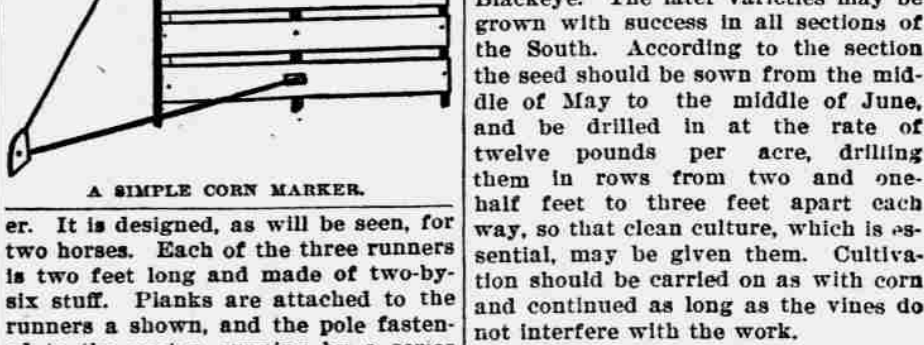 A SIMPLE CORN MARKER.
er. It is designed, as will be seen, for
two horses. Each of the three runners
is two feet long and made of two-by-
six stuff. Planks are attached to the
runners a shown, and the pole fasten-
Blackeye. The later varieties may be
grown with success in all sections of
the South. According to the section
the seed should be sown from the mid-
dle of May to the middle of June,
and be drilled in at the rate of
twelve pounds per acre, drilling
them in rows from two and one-
half feet to three feet apart each
way, so that clean culture, which is es-
sential, may be given them. Cultiva-
tion should be carried on as with corn
and continued as long as the vines do
not interfere with the work.